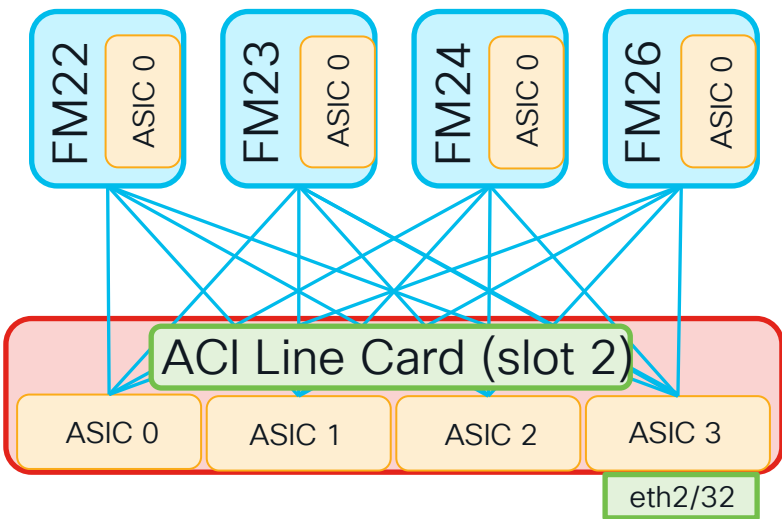 FM22
ASIC 0
FM23
ASIC 0
FM24
ASIC 0
FM26
ASIC 0
ACI Line Card (slot 2)
ASIC 0
ASIC 1
ASIC 2
ASIC 3
eth2/32